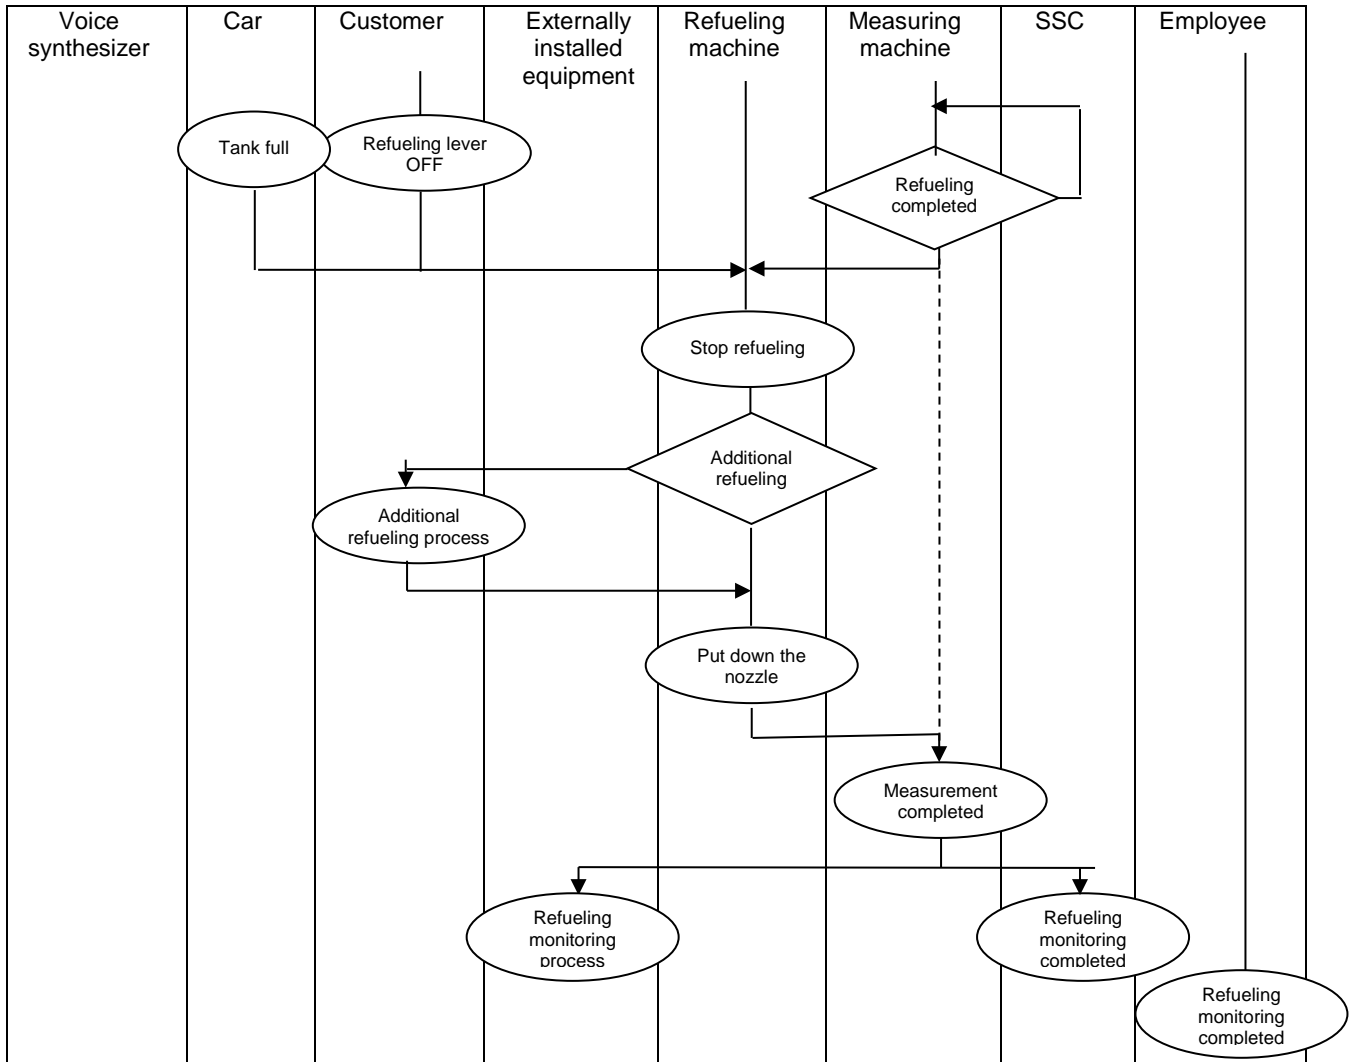 Voice
synthesizer
Car
Customer
Externally
installed
equipment
Refueling
machine
Measuring
machine
SSC
Employee
Tank full
Refueling lever
OFF
Refueling
completed
Stop refueling
Additional
refueling
Additional
refueling process
Put down the
nozzle
Measurement
completed
Refueling
monitoring
process
Refueling
monitoring
completed
Refueling
monitoring
completed